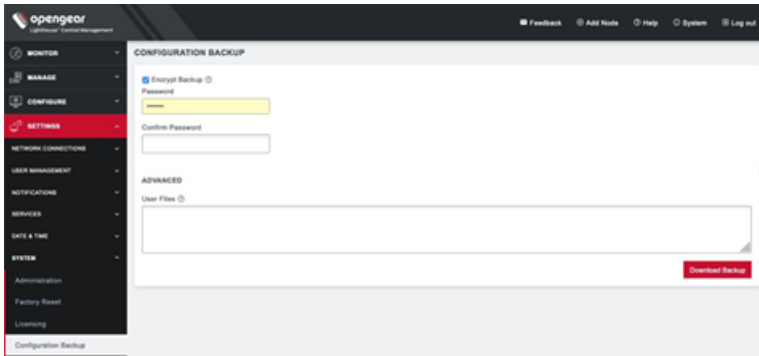 opengear
Lighthouse™ Central Management
Feedback
Add Node
Help
System
Log out
MONITOR
MANAGE
CONFIGURE
SETTINGS
NETWORK CONNECTIONS
USER MANAGEMENT
NOTIFICATIONS
SERVICES
DATE & TIME
SYSTEM
Administration
Factory Reset
Licensing
Configuration Backup
CONFIGURATION BACKUP
Encrypt Backup
Password
Confirm Password
ADVANCED
User Files
Download Backup